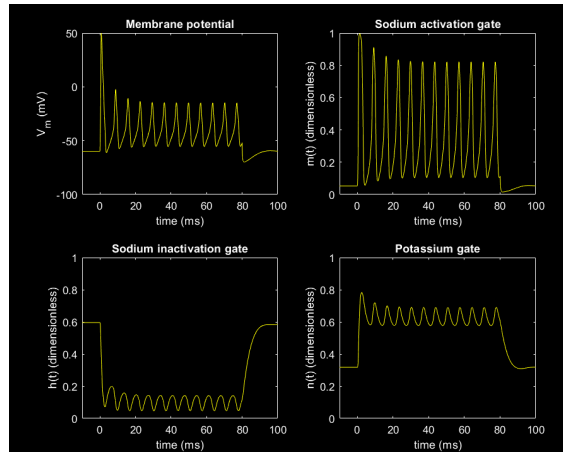 Membrane potential
50
0
-50
-100
V_m (mV)
0 20 40 60 80 100
time (ms)
Sodium activation gate
1
0.8
0.6
0.4
0.2
0
m(t) (dimensionless)
0 20 40 60 80 100
time (ms)
Sodium inactivation gate
1
0.8
0.6
0.4
0.2
0
h(t) (dimensionless)
0 20 40 60 80 100
time (ms)
Potassium gate
1
0.8
0.6
0.4
0.2
0
n(t) (dimensionless)
0 20 40 60 80 100
time (ms)